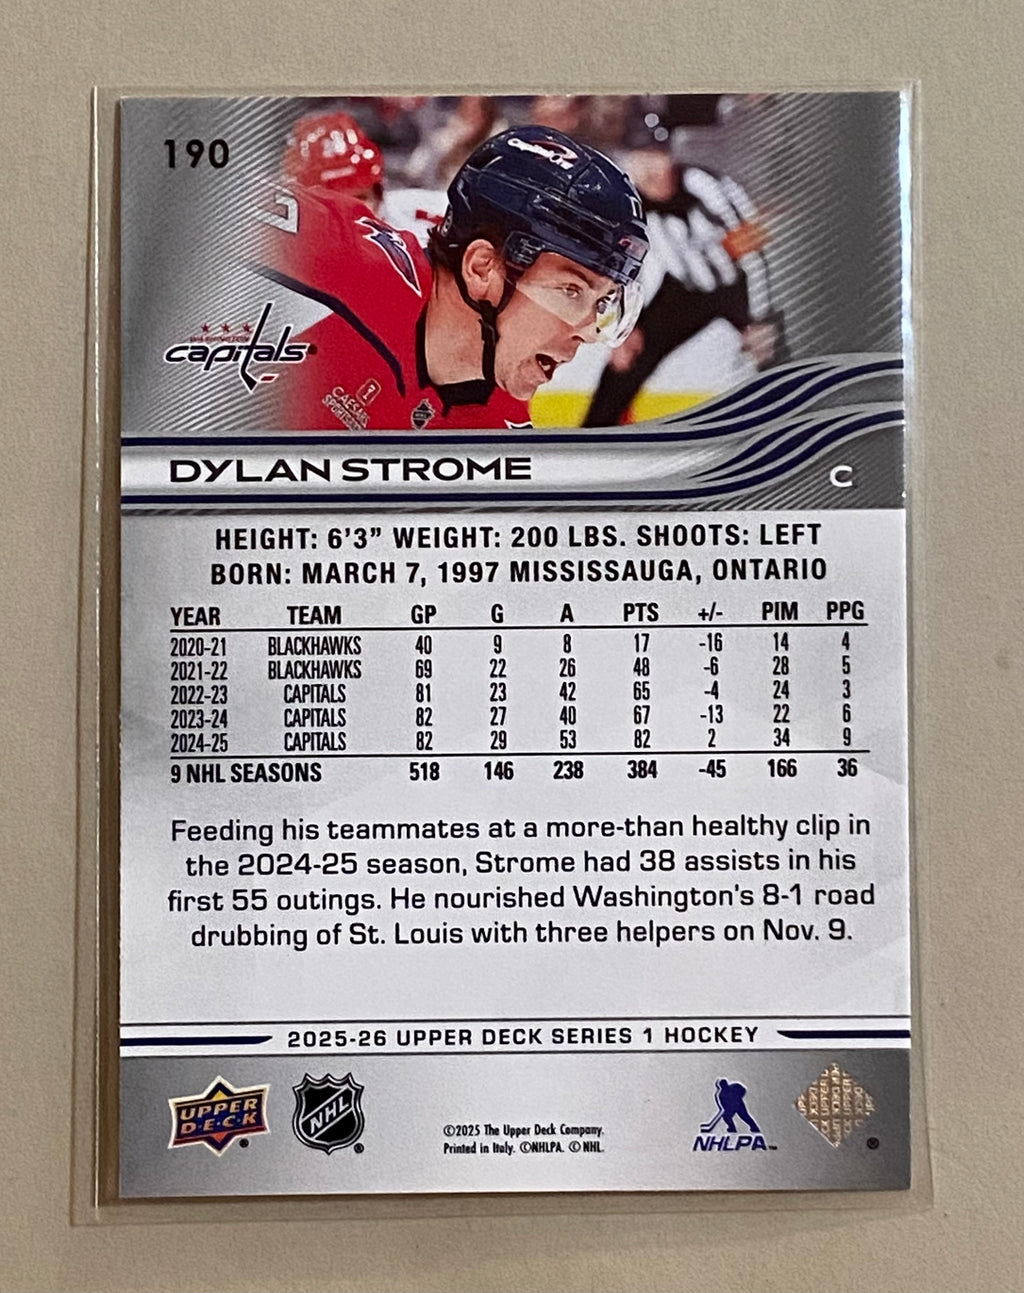 190
Capital One
capitals
CAESARS
SPORTSBOOK
NHL
DYLAN STROME
C
HEIGHT: 6'3” WEIGHT: 200 LBS. SHOOTS: LEFT
BORN: MARCH 7, 1997 MISSISSAUGA, ONTARIO
YEAR TEAM GP G A PTS +/- PIM PPG
2020-21 BLACKHAWKS 40 9 8 17 -16 14 4
2021-22 BLACKHAWKS 69 22 26 48 -6 28 5
2022-23 CAPITALS 81 23 42 65 -4 24 3
2023-24 CAPITALS 82 27 40 67 -13 22 6
2024-25 CAPITALS 82 29 53 82 2 34 9
9 NHL SEASONS 518 146 238 384 -45 166 36
Feeding his teammates at a more-than healthy clip in
the 2024-25 season, Strome had 38 assists in his
first 55 outings. He nourished Washington's 8-1 road
drubbing of St. Louis with three helpers on Nov. 9.
2025-26 UPPER DECK SERIES 1 HOCKEY
UPPER
D·E·C·K ®
NHL ®
©2025 The Upper Deck Company.
Printed in Italy. ©NHLPA. © NHL.
NHLPA™
®